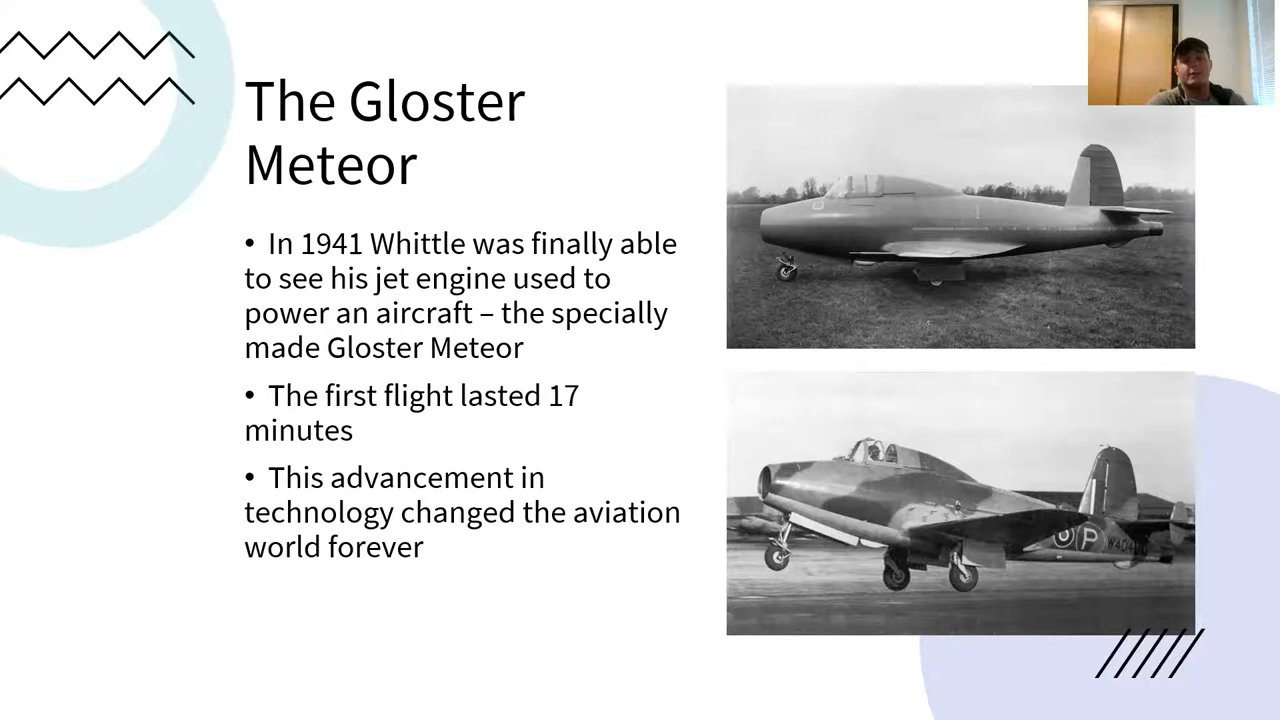 The Gloster
Meteor
• In 1941 Whittle was finally able
to see his jet engine used to
power an aircraft – the specially
made Gloster Meteor
• The first flight lasted 17
minutes
• This advancement in
technology changed the aviation
world forever
P